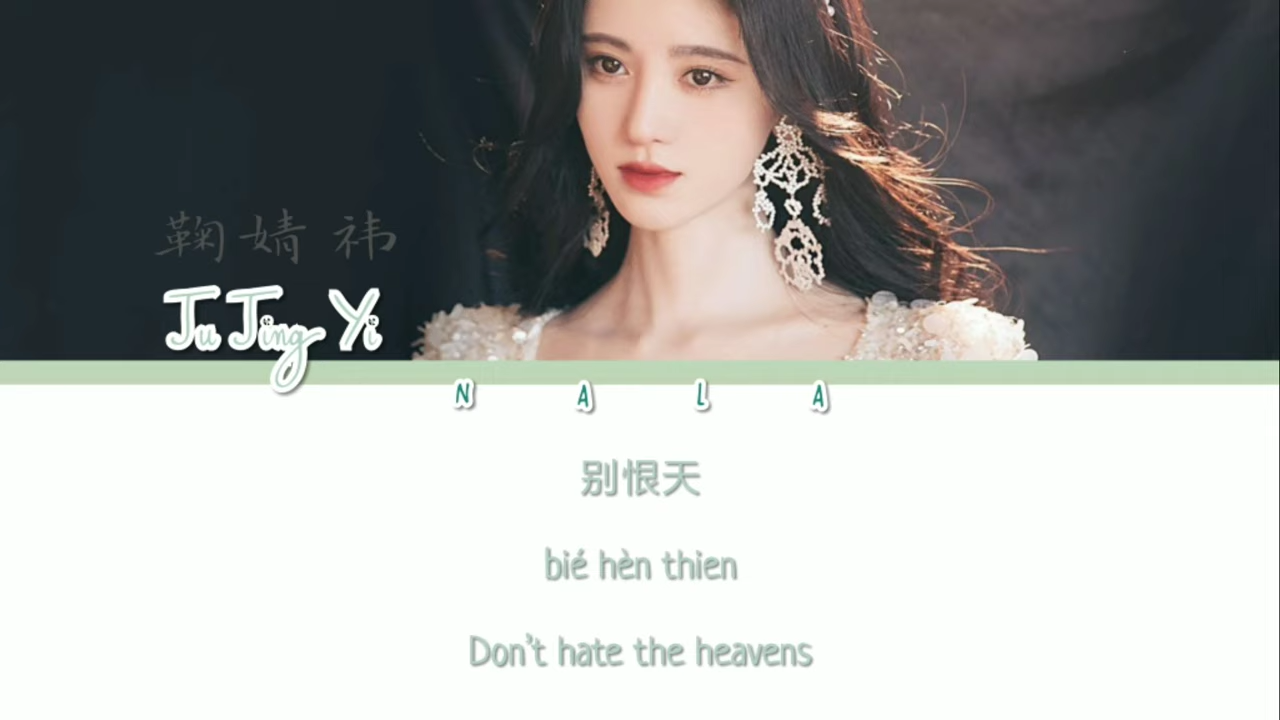 鞠婧祎
Ju Jing Yi
N A L A
别恨天
bié hèn thien
Don't hate the heavens